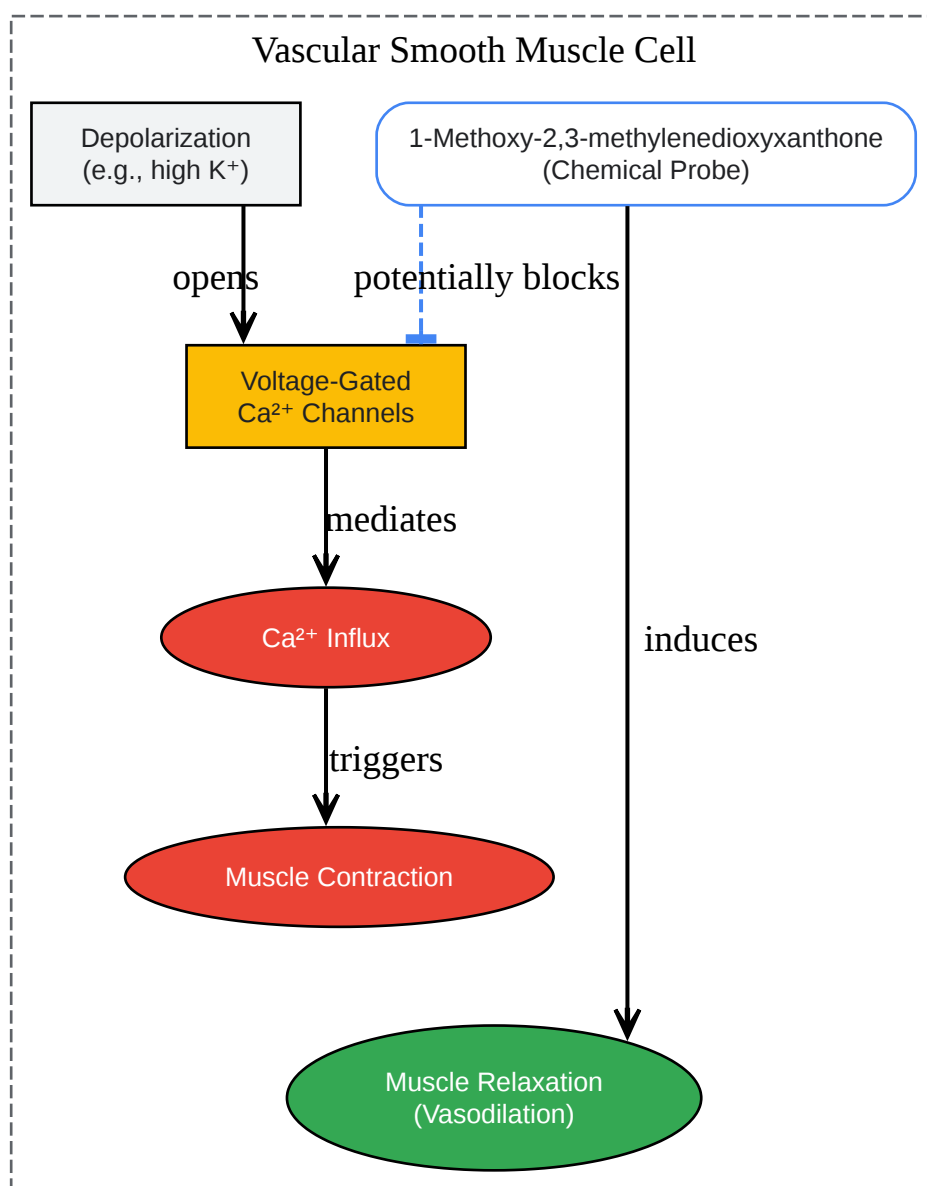 Vascular Smooth Muscle Cell
Depolarization
(e.g., high K⁺)
1-Methoxy-2,3-methylenedioxyxanthone
(Chemical Probe)
opens
potentially blocks
Voltage-Gated
Ca²⁺ Channels
mediates
Ca²⁺ Influx
induces
triggers
Muscle Contraction
Muscle Relaxation
(Vasodilation)